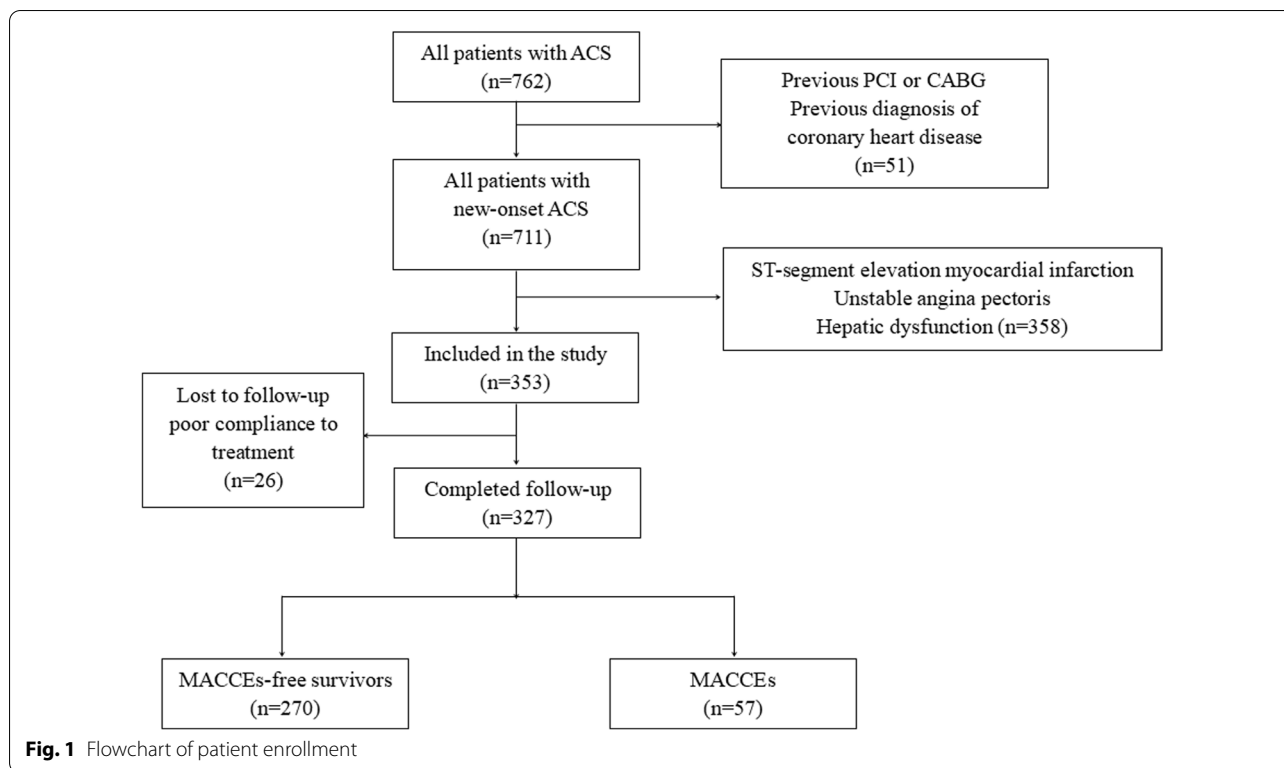 All patients with ACS
(n=762)
Previous PCI or CABG
Previous diagnosis of
coronary heart disease
(n=51)
All patients with
new-onset ACS
(n=711)
ST-segment elevation myocardial infarction
Unstable angina pectoris
Hepatic dysfunction (n=358)
Included in the study
(n=353)
Lost to follow-up
poor compliance to
treatment
(n=26)
Completed follow-up
(n=327)
MACCEs-free survivors
(n=270)
MACCEs
(n=57)
Fig. 1 Flowchart of patient enrollment